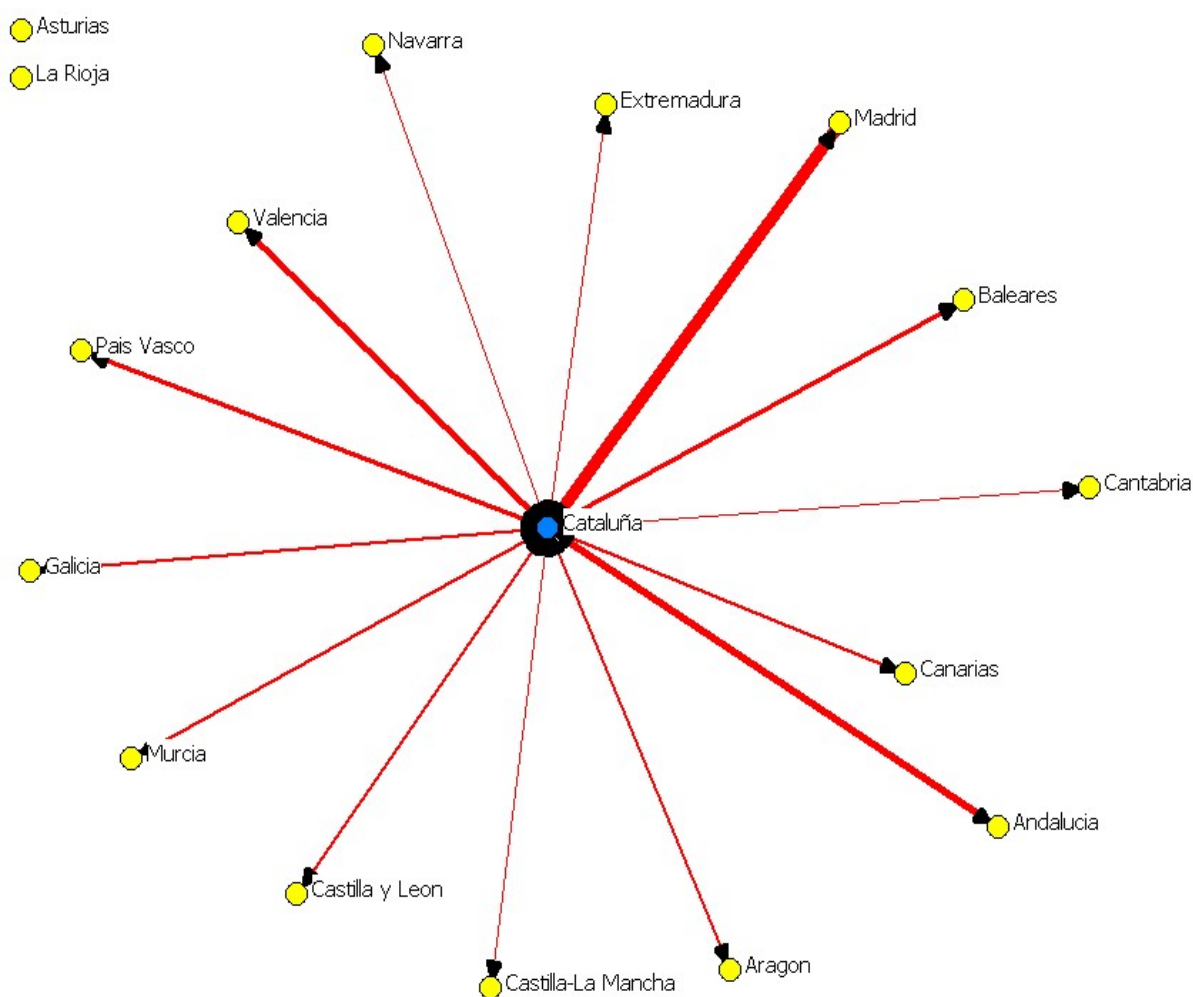 Asturias
Navarra
La Rioja
Extremadura
Madrid
Valencia
Baleares
Pais Vasco
Cantabria
Cataluña
Galicia
Canarias
Murcia
Andalucia
Castilla y Leon
Aragon
Castilla-La Mancha